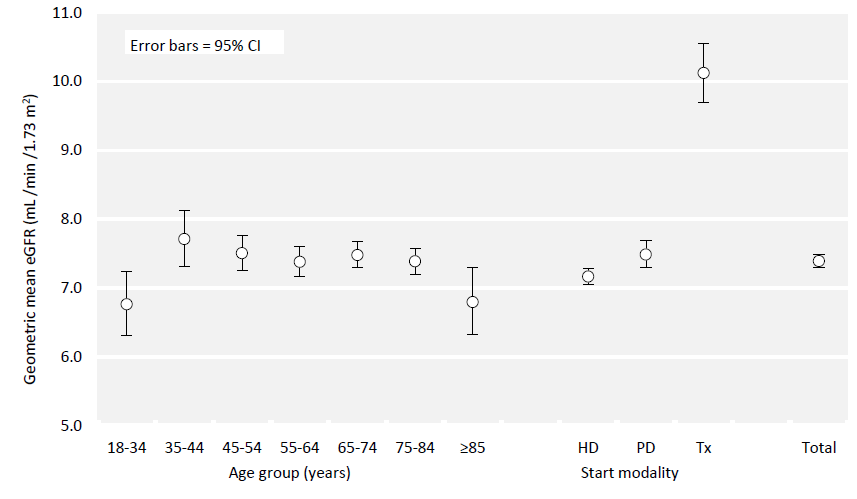 11.0
10.0
9.0
8.0
7.0
6.0
5.0
Geometric mean eGFR (mL /min /1.73 m²)
Error bars = 95% CI
18-34 35-44 45-54 55-64 65-74 75-84 ≥85 HD PD Tx Total
Age group (years) Start modality